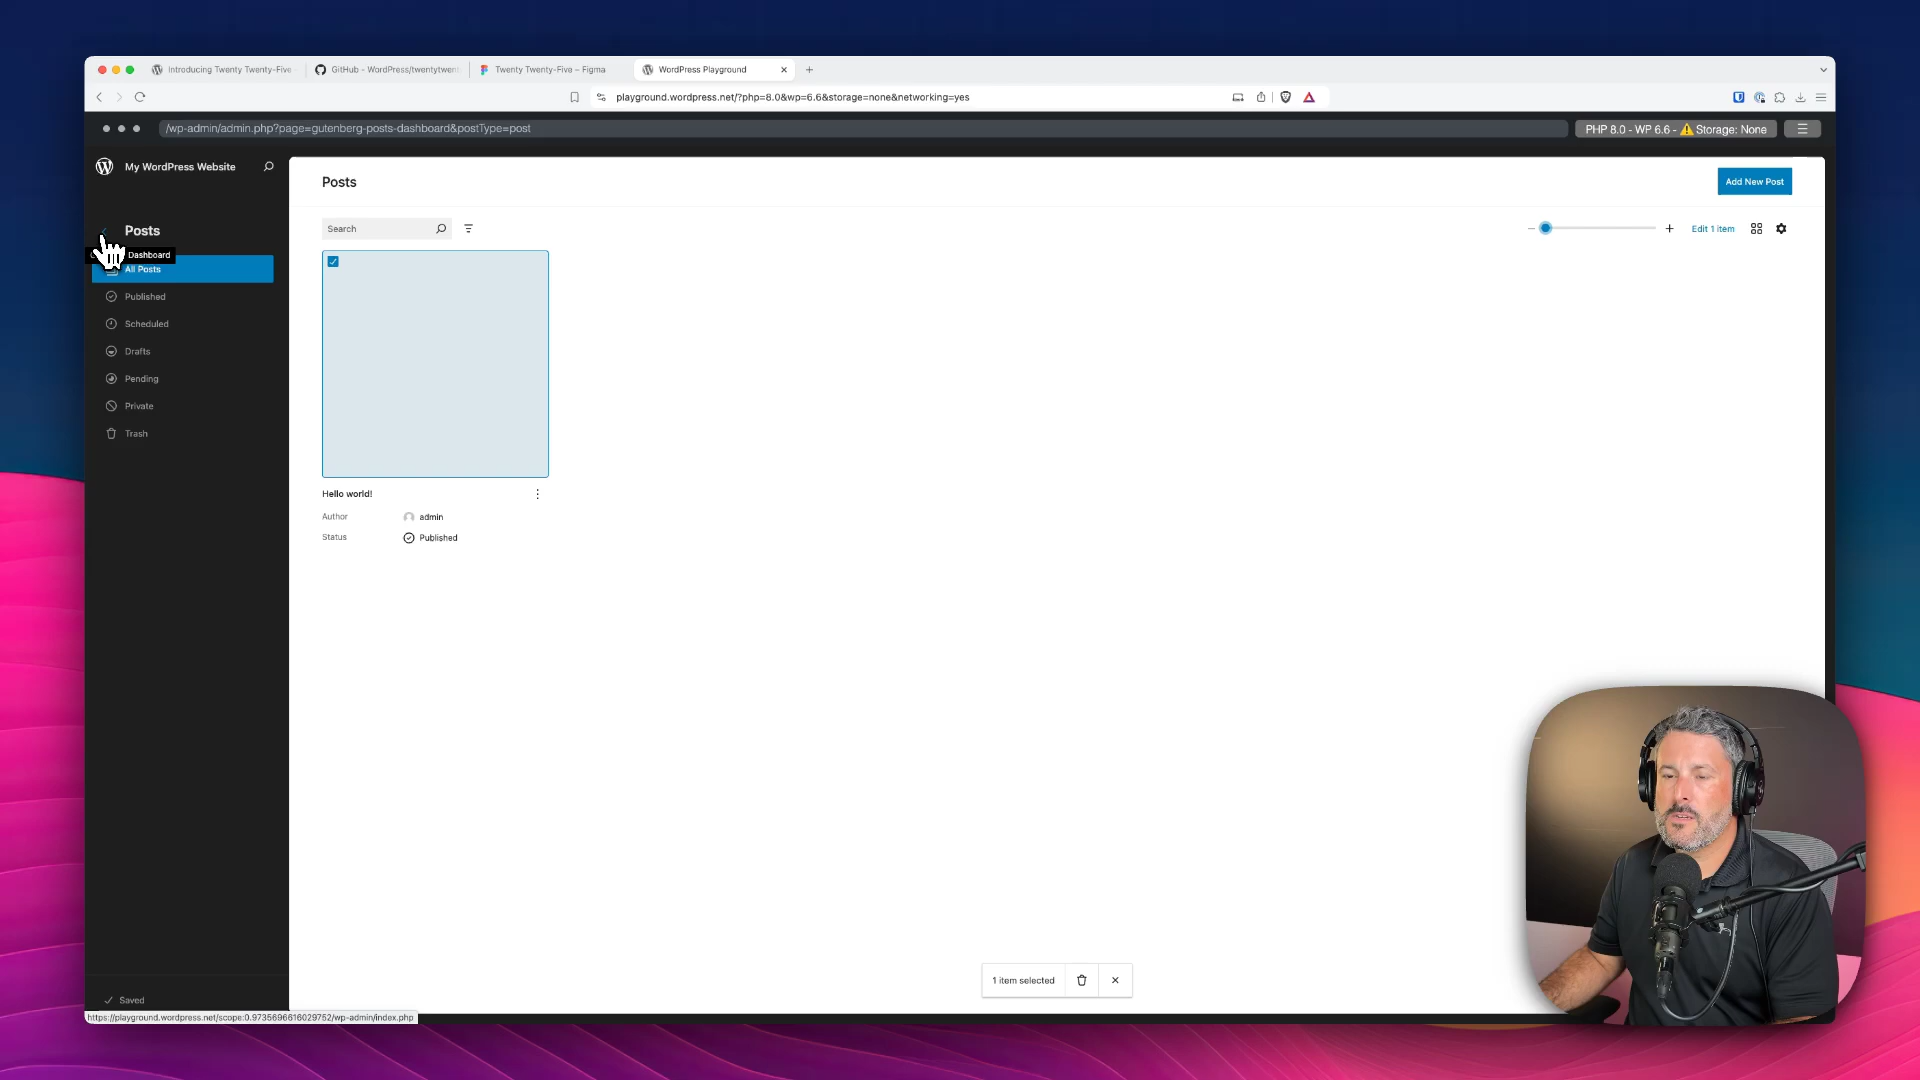 Introducing Twenty Twenty-Five
GitHub - WordPress/twentytwent
Twenty Twenty-Five – Figma
WordPress Playground
playground.wordpress.net/?php=8.0&wp=6.6&storage=none&networking=yes
/wp-admin/admin.php?page=gutenberg-posts-dashboard&postType=post
PHP 8.0 - WP 6.6 - ⚠️ Storage: None
My WordPress Website
Posts
Dashboard
All Posts
Published
Scheduled
Drafts
Pending
Private
Trash
Saved
https://playground.wordpress.net/scope:0.9735696616029752/wp-admin/index.php
Posts
Add New Post
Search
Edit 1 item
Hello world!
Author
admin
Status
Published
1 item selected